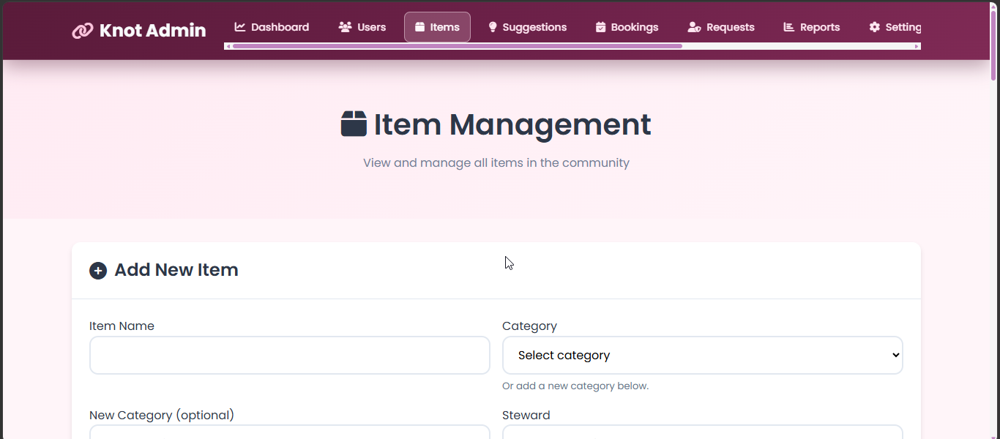 Knot Admin
Dashboard
Users
Items
Suggestions
Bookings
Requests
Reports
Setting
Item Management
View and manage all items in the community
Add New Item
Item Name
Category
Select category
Or add a new category below.
New Category (optional)
Steward